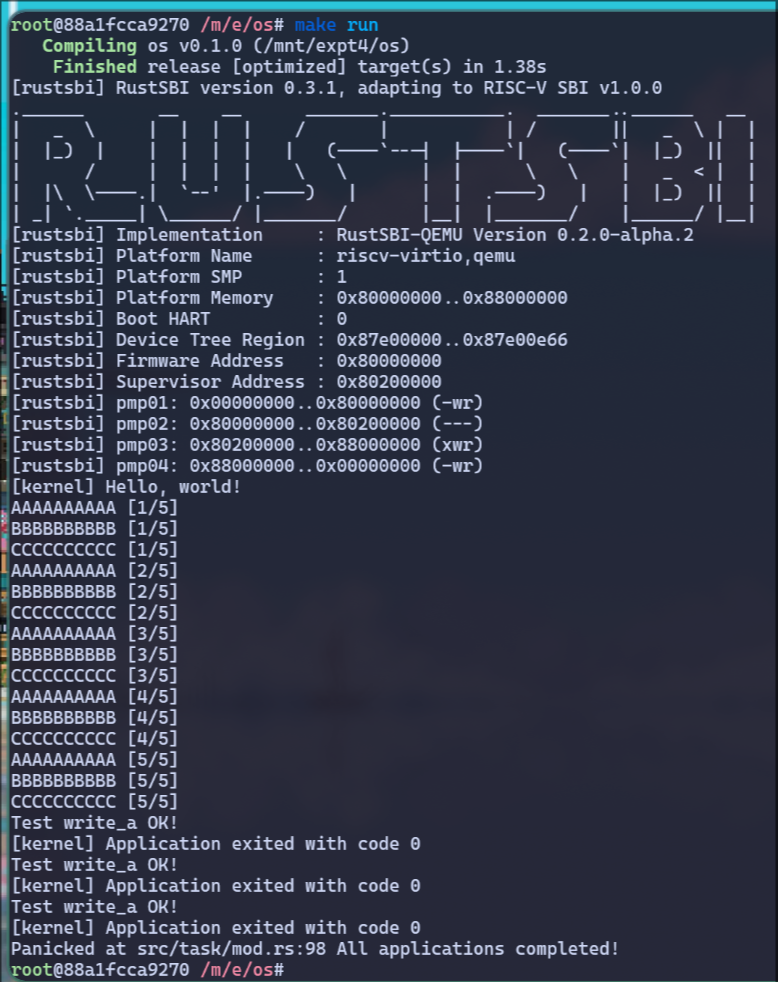 root@88a1fcca9270 /m/e/os# make run
   Compiling os v0.1.0 (/mnt/expt4/os)
    Finished release [optimized] target(s) in 1.38s
[rustsbi] RustSBI version 0.3.1, adapting to RISC-V SBI v1.0.0
RUSTSBI
[rustsbi] Implementation     : RustSBI-QEMU Version 0.2.0-alpha.2
[rustsbi] Platform Name      : riscv-virtio,qemu
[rustsbi] Platform SMP       : 1
[rustsbi] Platform Memory    : 0x80000000..0x88000000
[rustsbi] Boot HART          : 0
[rustsbi] Device Tree Region : 0x87e00000..0x87e00e66
[rustsbi] Firmware Address   : 0x80000000
[rustsbi] Supervisor Address : 0x80200000
[rustsbi] pmp01: 0x00000000..0x80000000 (-wr)
[rustsbi] pmp02: 0x80000000..0x80200000 (---)
[rustsbi] pmp03: 0x80200000..0x88000000 (xwr)
[rustsbi] pmp04: 0x88000000..0x00000000 (-wr)
[kernel] Hello, world!
AAAAAAAAAA [1/5]
BBBBBBBBBB [1/5]
CCCCCCCCCC [1/5]
AAAAAAAAAA [2/5]
BBBBBBBBBB [2/5]
CCCCCCCCCC [2/5]
AAAAAAAAAA [3/5]
BBBBBBBBBB [3/5]
CCCCCCCCCC [3/5]
AAAAAAAAAA [4/5]
BBBBBBBBBB [4/5]
CCCCCCCCCC [4/5]
AAAAAAAAAA [5/5]
BBBBBBBBBB [5/5]
CCCCCCCCCC [5/5]
Test write_a OK!
[kernel] Application exited with code 0
Test write_a OK!
[kernel] Application exited with code 0
Test write_a OK!
[kernel] Application exited with code 0
Panicked at src/task/mod.rs:98 All applications completed!
root@88a1fcca9270 /m/e/os#